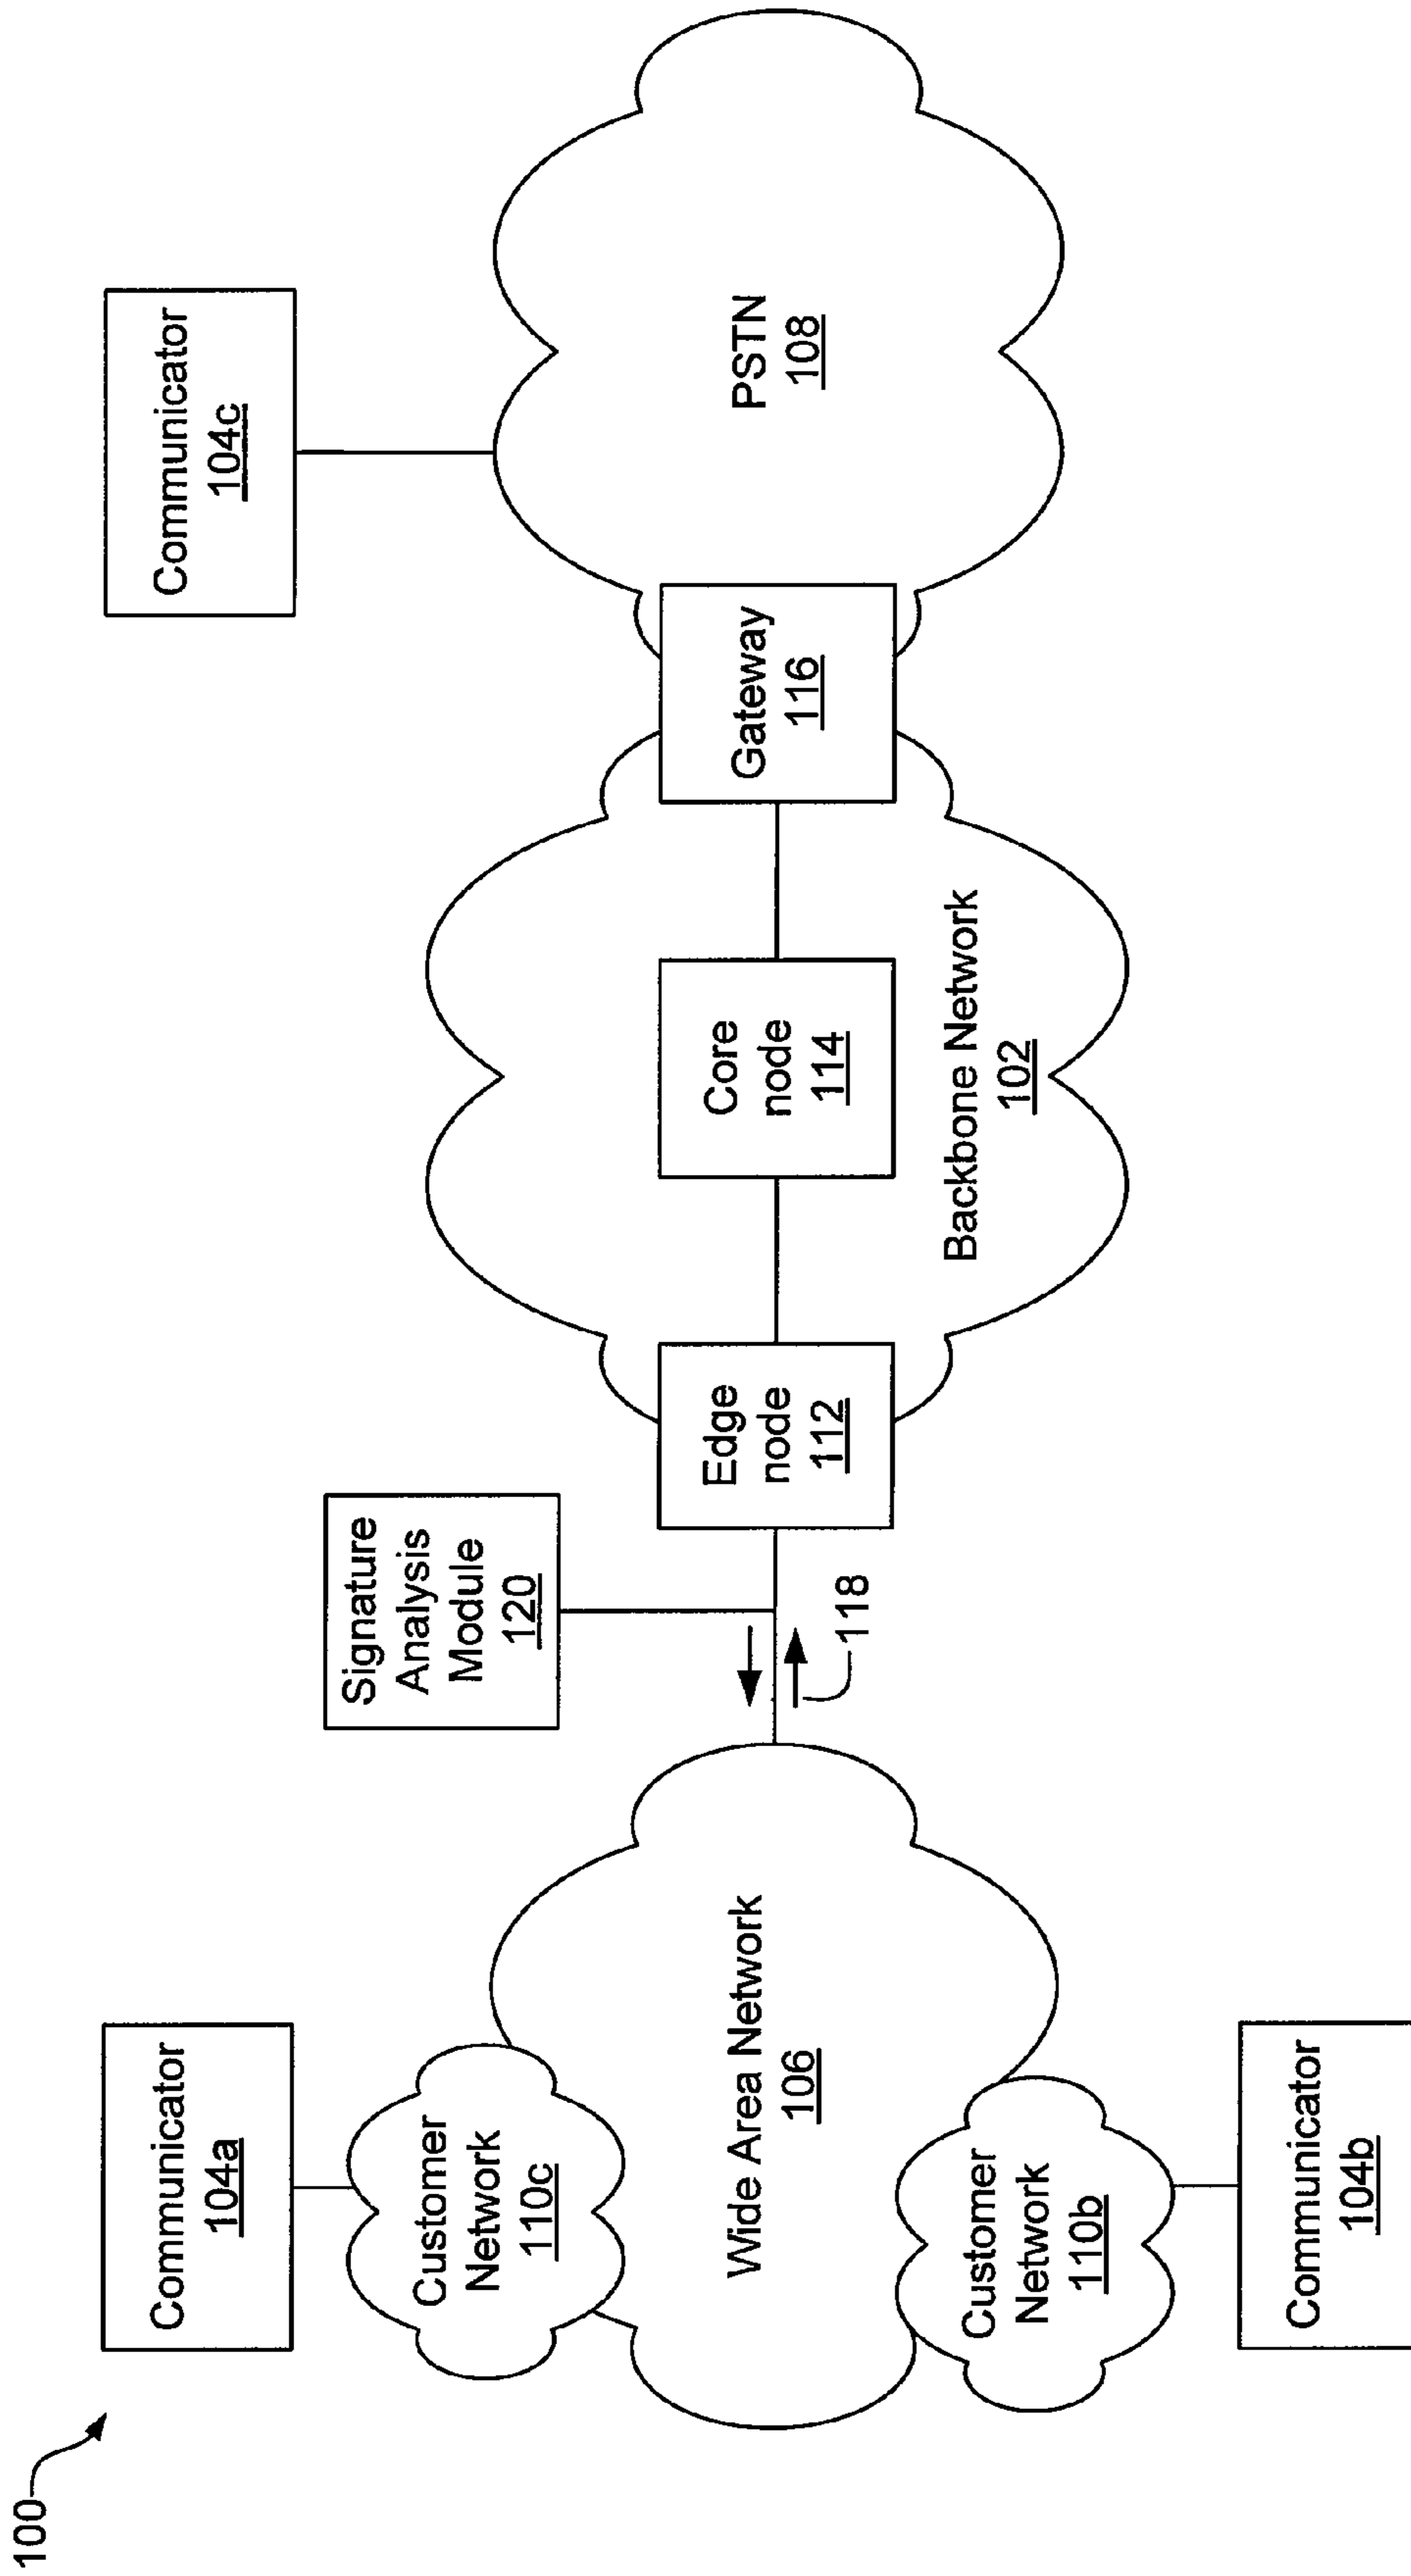 100
Communicator
104a
Communicator
104c
Signature
Analysis
Module
120
Customer
Network
110c
Wide Area Network
106
118
Edge
node
112
Core
node
114
Gateway
116
PSTN
108
Backbone Network
102
Customer
Network
110b
Communicator
104b